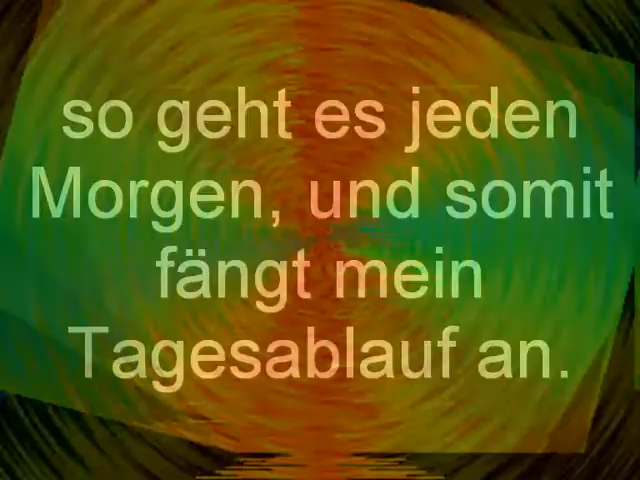 so geht es jeden
Morgen, und somit
fängt mein
Tagesablauf an.